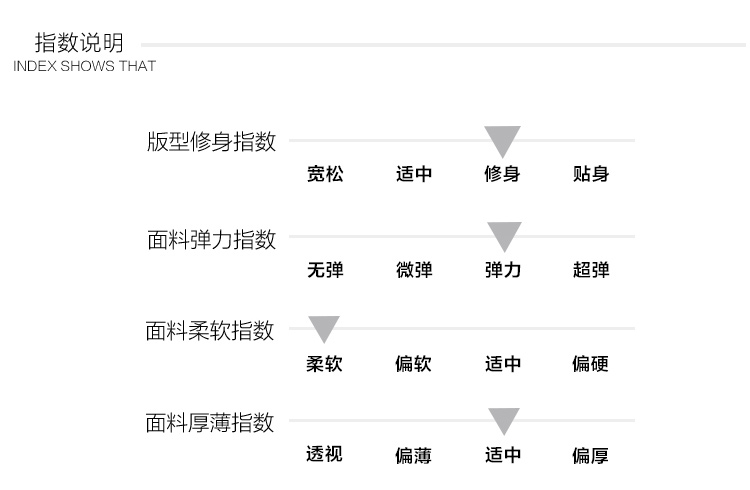 指数说明
INDEX SHOWS THAT
版型修身指数
宽松 适中 修身 贴身
面料弹力指数
无弹 微弹 弹力 超弹
面料柔软指数
柔软 偏软 适中 偏硬
面料厚薄指数
透视 偏薄 适中 偏厚